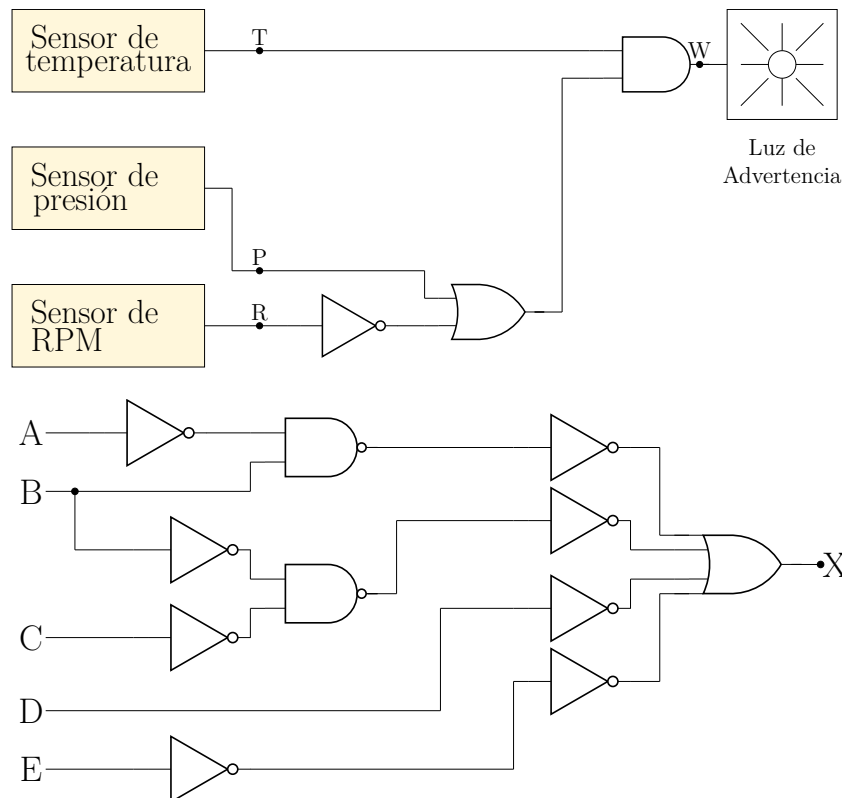 Sensor de
temperatura
T
W
Luz de
Advertencia
Sensor de
presión
P
Sensor de
RPM
R
A
B
X
C
D
E